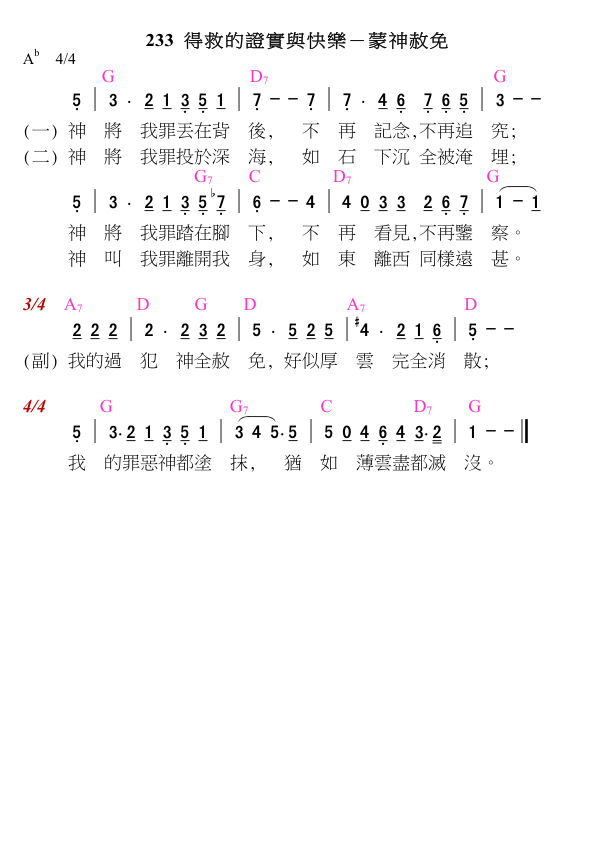 233 得救的證實與快樂－蒙神赦免
A♭ 4/4
G D7 G
5 | 3 · 2 1 3 5 1 | 7 - - 7 | 7 · 4 6 7 6 5 | 3 - -
(一) 神 將 我罪丟在背 後， 不 再 記念,不再追 究；
(二) 神 將 我罪投於深 海， 如 石 下沉 全被淹 埋；
G7 C D7 G
5 | 3 · 2 1 3 5 ♭7 | 6 - - 4 | 4 0 3 3 2 6 7 | 1 - 1
神 將 我罪踏在腳 下， 不 再 看見,不再鑒 察。
神 叫 我罪離開我 身， 如 東 離西 同樣遠 甚。
3/4 A7 D G D A7 D
2 2 2 | 2 · 2 3 2 | 5 · 5 2 5 | #4 · 2 1 6 | 5 - -
(副) 我的過 犯 神全赦 免, 好似厚 雲 完全消 散；
4/4 G G7 C D7 G
5 | 3· 2 1 3 5 1 | 3 4 5· 5 | 5 0 4 6 4 3· 2 | 1 - - ||
我 的罪惡神都塗 抹， 猶 如 薄雲盡都滅 沒。